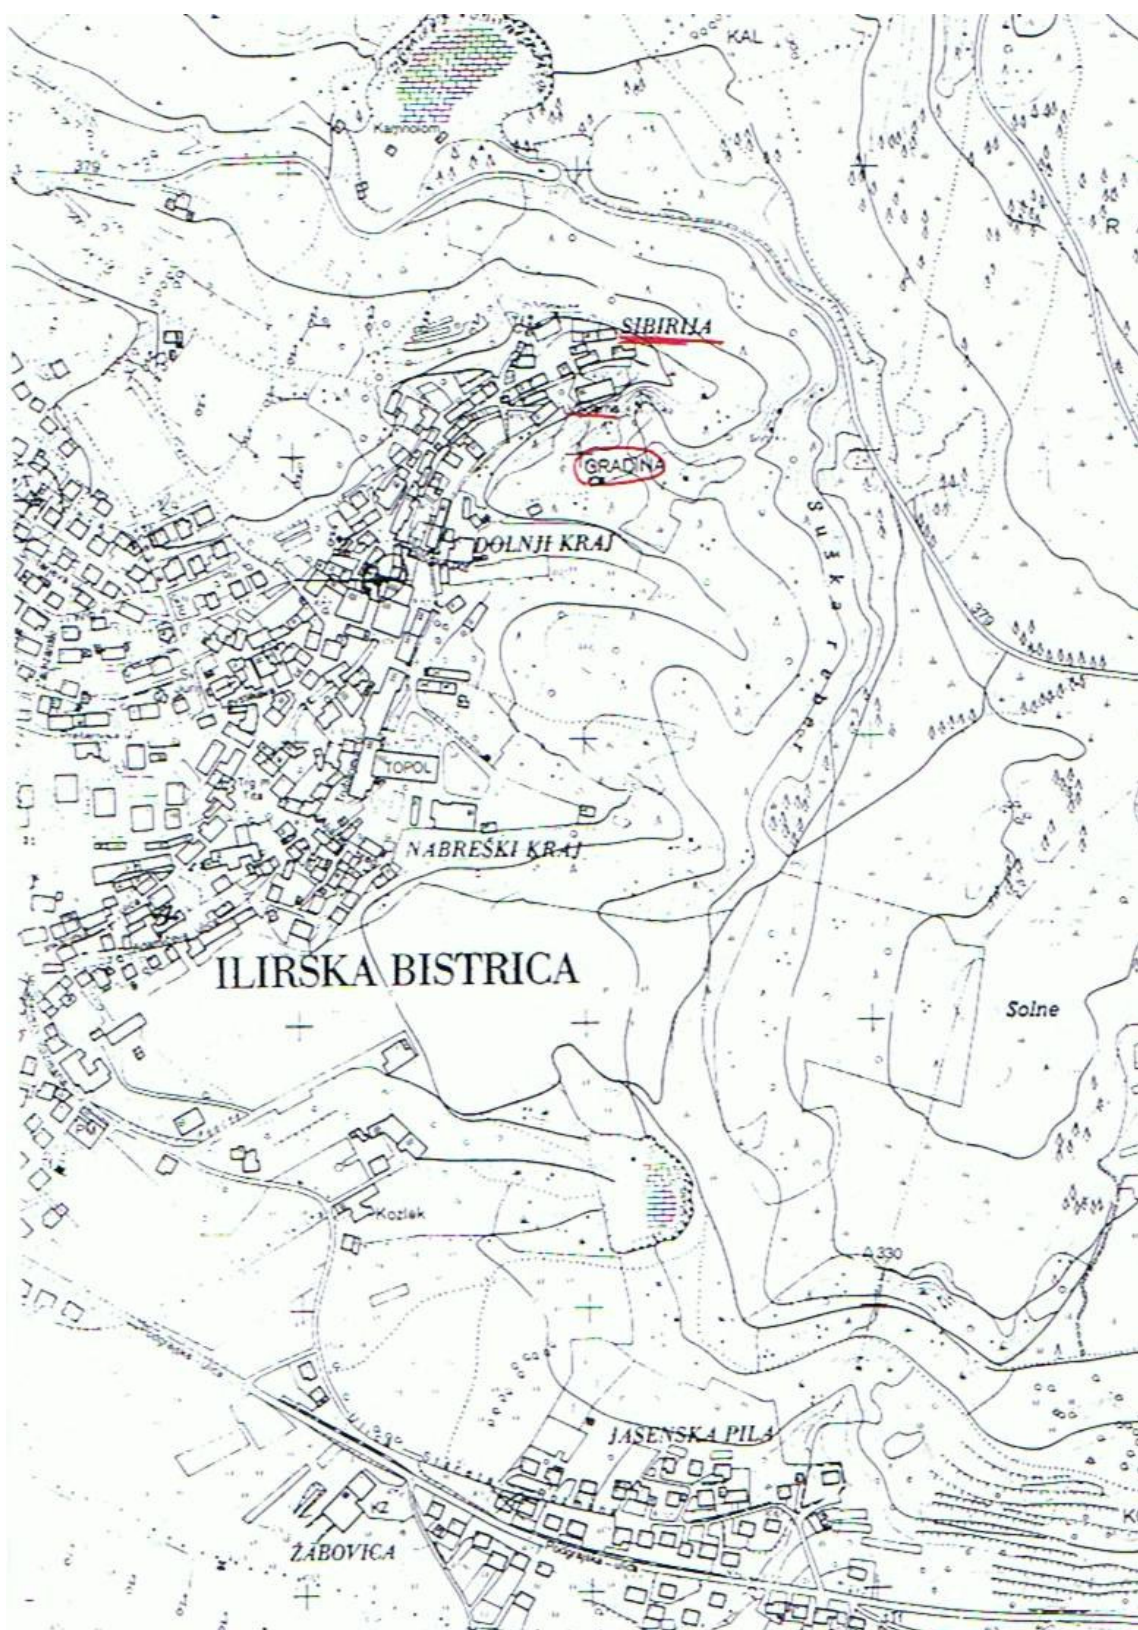 KAL
Kamnolom
379
R
SIBIRIJA
GRADINA
Suška reber
DOLNJI KRAJ
379
TOPOL
NABREŠKI KRAJ
ILIRSKA BISTRICA
Solne
Kozlek
330
JASENSKA PILA
KZ
ŽABOVICA